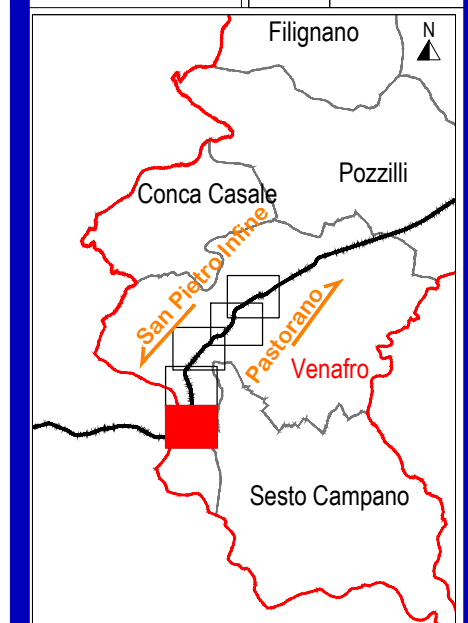 Filignano
N
Pozzilli
Conca Casale
San Pietro Infine
Pastorano
Venafro
Sesto Campano